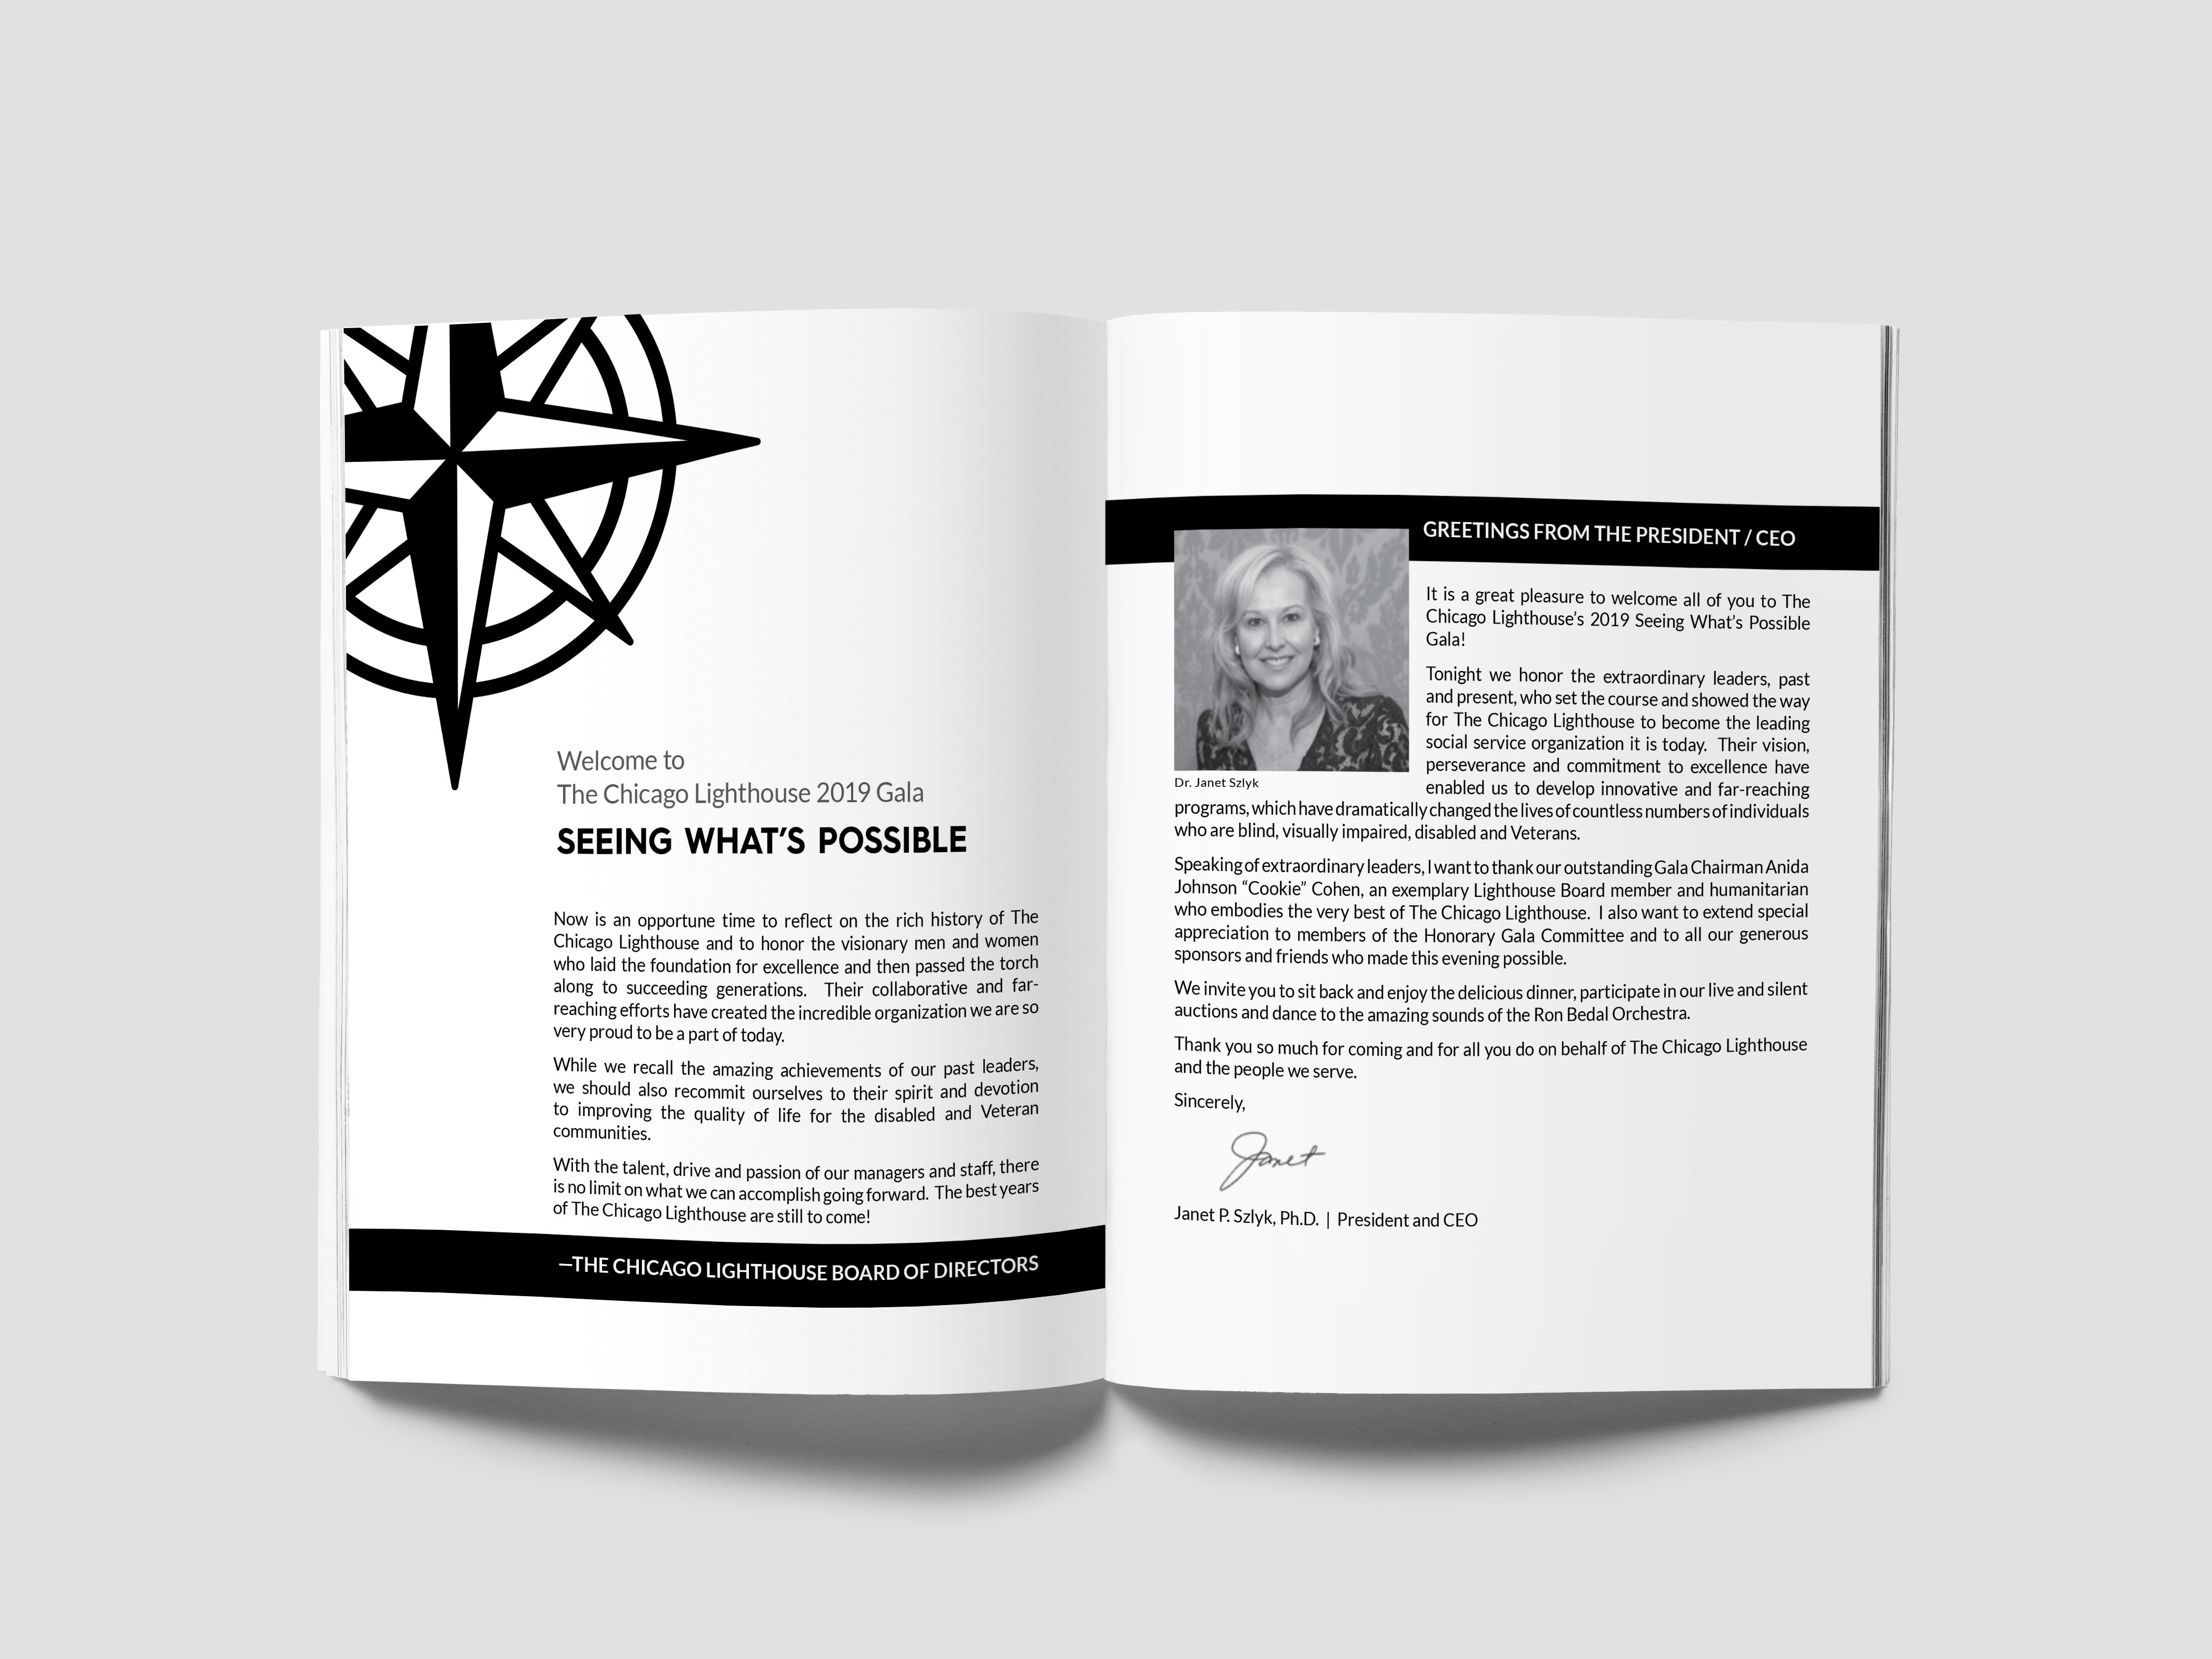 Welcome to
The Chicago Lighthouse 2019 Gala
SEEING WHAT'S POSSIBLE
Now is an opportune time to reflect on the rich history of The
Chicago Lighthouse and to honor the visionary men and women
who laid the foundation for excellence and then passed the torch
along to succeeding generations. Their collaborative and far-
reaching efforts have created the incredible organization we are so
very proud to be a part of today.
While we recall the amazing achievements of our past leaders,
we should also recommit ourselves to their spirit and devotion
to improving the quality of life for the disabled and Veteran
communities.
With the talent, drive and passion of our managers and staff, there
is no limit on what we can accomplish going forward. The best years
of The Chicago Lighthouse are still to come!
—THE CHICAGO LIGHTHOUSE BOARD OF DIRECTORS
GREETINGS FROM THE PRESIDENT / CEO
Dr. Janet Szlyk
It is a great pleasure to welcome all of you to The
Chicago Lighthouse’s 2019 Seeing What’s Possible
Gala!
Tonight we honor the extraordinary leaders, past
and present, who set the course and showed the way
for The Chicago Lighthouse to become the leading
social service organization it is today. Their vision,
perseverance and commitment to excellence have
enabled us to develop innovative and far-reaching
programs, which have dramatically changed the lives of countless numbers of individuals
who are blind, visually impaired, disabled and Veterans.
Speaking of extraordinary leaders, I want to thank our outstanding Gala Chairman Anida
Johnson “Cookie” Cohen, an exemplary Lighthouse Board member and humanitarian
who embodies the very best of The Chicago Lighthouse. I also want to extend special
appreciation to members of the Honorary Gala Committee and to all our generous
sponsors and friends who made this evening possible.
We invite you to sit back and enjoy the delicious dinner, participate in our live and silent
auctions and dance to the amazing sounds of the Ron Bedal Orchestra.
Thank you so much for coming and for all you do on behalf of The Chicago Lighthouse
and the people we serve.
Sincerely,
Janet
Janet P. Szlyk, Ph.D. | President and CEO